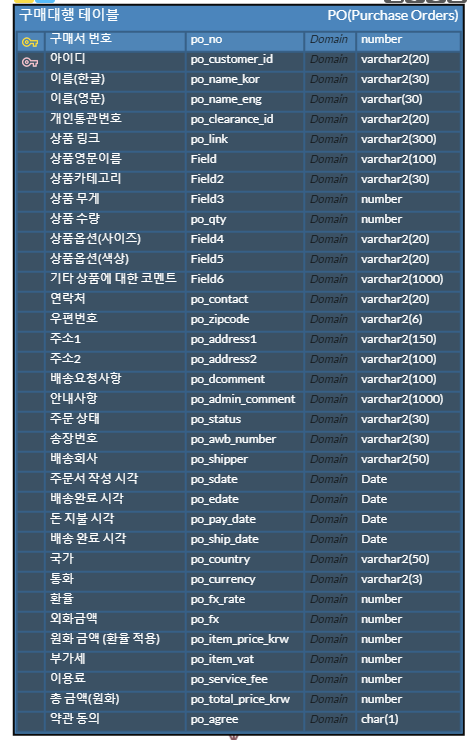 구매대행 테이블 PO(Purchase Orders)
구매서 번호 po_no Domain number
아이디 po_customer_id Domain varchar2(20)
이름(한글) po_name_kor Domain varchar2(30)
이름(영문) po_name_eng Domain varchar(30)
개인통관번호 po_clearance_id Domain varchar2(20)
상품 링크 po_link Domain varchar2(300)
상품영문이름 Field Domain varchar2(100)
상품카테고리 Field2 Domain varchar2(30)
상품 무게 Field3 Domain number
상품 수량 po_qty Domain number
상품옵션(사이즈) Field4 Domain varchar2(20)
상품옵션(색상) Field5 Domain varchar2(20)
기타 상품에 대한 코멘트 Field6 Domain varchar2(1000)
연락처 po_contact Domain varchar2(20)
우편번호 po_zipcode Domain varchar2(6)
주소1 po_address1 Domain varchar2(150)
주소2 po_address2 Domain varchar2(100)
배송요청사항 po_dcomment Domain varchar2(100)
안내사항 po_admin_comment Domain varchar2(1000)
주문 상태 po_status Domain varchar2(30)
송장번호 po_awb_number Domain varchar2(30)
배송회사 po_shipper Domain varchar2(50)
주문서 작성 시각 po_sdate Domain Date
배송완료 시각 po_edate Domain Date
돈 지불 시각 po_pay_date Domain Date
배송 완료 시각 po_ship_date Domain Date
국가 po_country Domain varchar2(50)
통화 po_currency Domain varchar2(3)
환율 po_fx_rate Domain number
외화금액 po_fx Domain number
원화 금액 (환율 적용) po_item_price_krw Domain number
부가세 po_item_vat Domain number
이용료 po_service_fee Domain number
총 금액(원화) po_total_price_krw Domain number
약관 동의 po_agree Domain char(1)